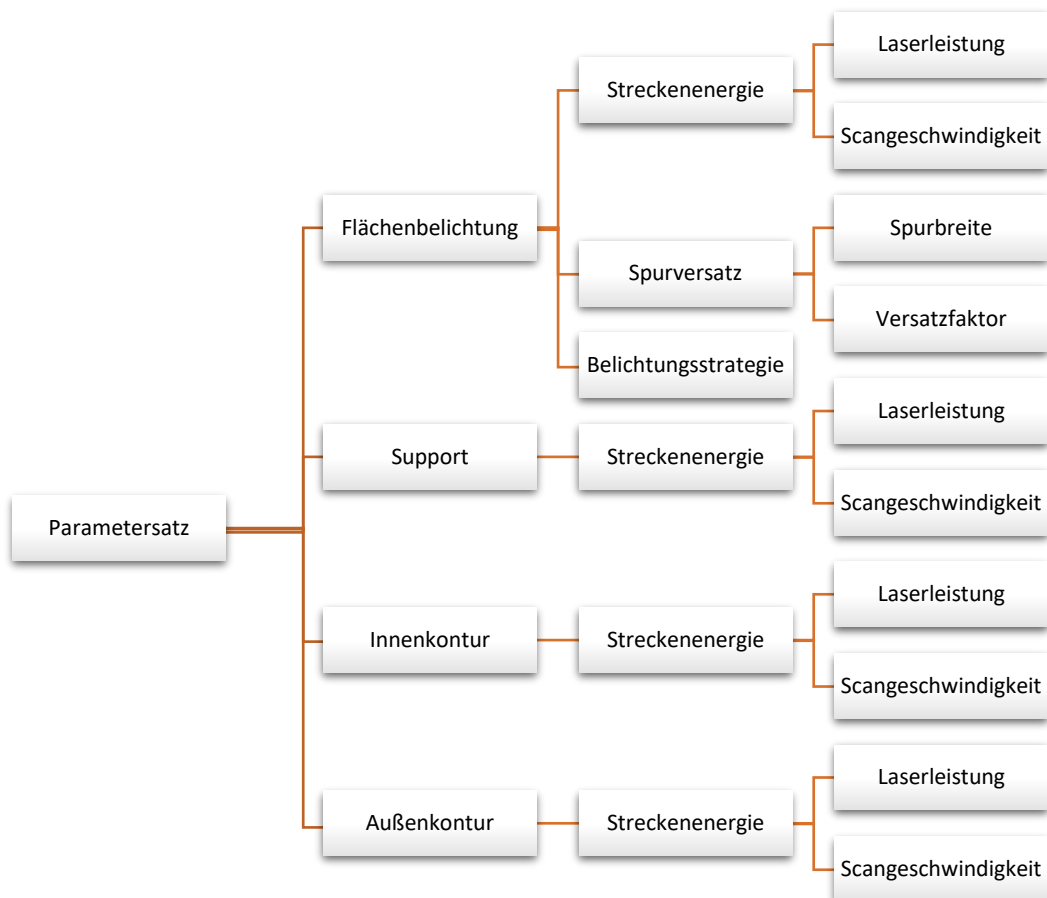 Parametersatz
Flächenbelichtung
Streckenenergie
Laserleistung
Scangeschwindigkeit
Spurversatz
Spurbreite
Versatzfaktor
Belichtungsstrategie
Support
Streckenenergie
Laserleistung
Scangeschwindigkeit
Innenkontur
Streckenenergie
Laserleistung
Scangeschwindigkeit
Außenkontur
Streckenenergie
Laserleistung
Scangeschwindigkeit